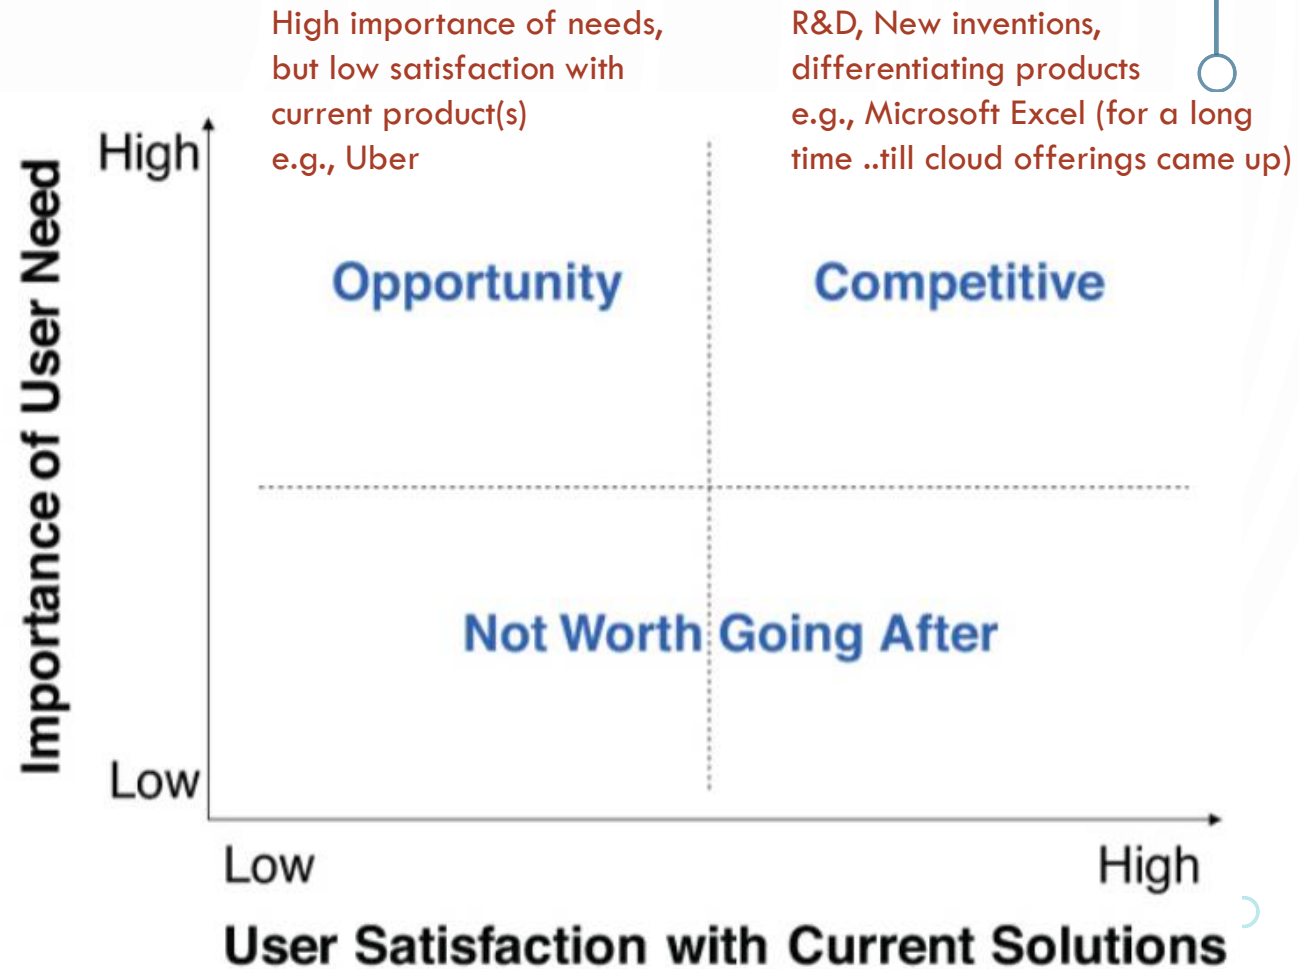 High importance of needs,
but low satisfaction with
current product(s)
e.g., Uber
R&D, New inventions,
differentiating products
e.g., Microsoft Excel (for a long
time ..till cloud offerings came up)
Importance of User Need
High
Opportunity
Competitive
Not Worth Going After
Low
Low
High
User Satisfaction with Current Solutions